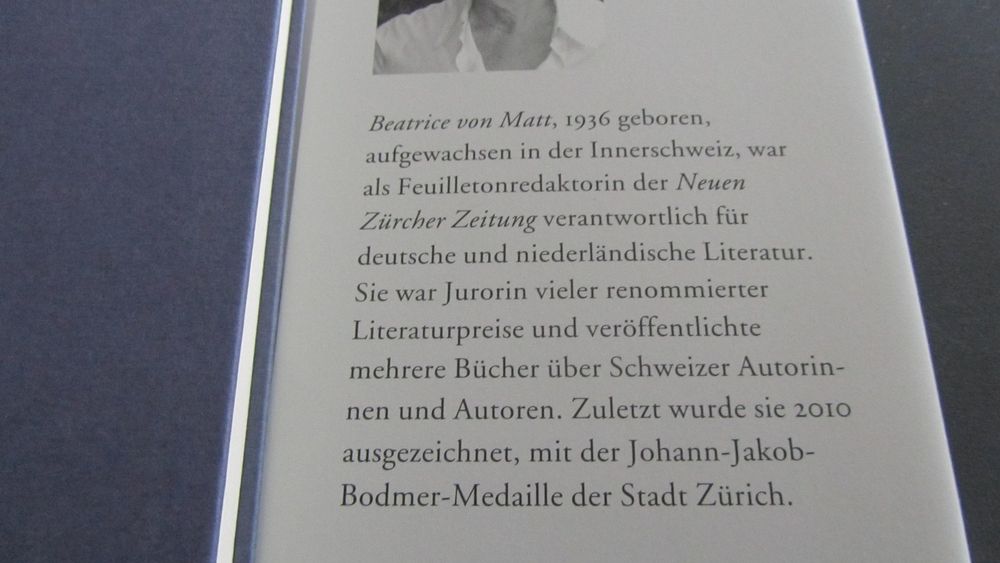 Beatrice von Matt, 1936 geboren,
aufgewachsen in der Innerschweiz, war
als Feuilletonredaktorin der Neuen
Zürcher Zeitung verantwortlich für
deutsche und niederländische Literatur.
Sie war Jurorin vieler renommierter
Literaturpreise und veröffentlichte
mehrere Bücher über Schweizer Autorin-
nen und Autoren. Zuletzt wurde sie 2010
ausgezeichnet, mit der Johann-Jakob-
Bodmer-Medaille der Stadt Zürich.